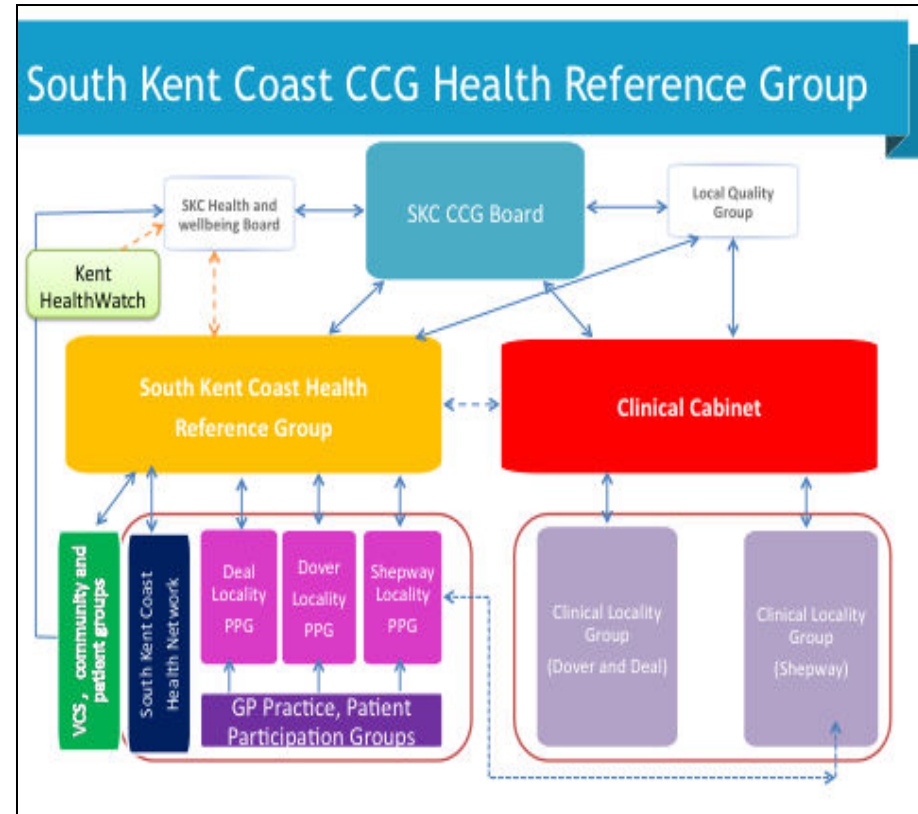 South Kent Coast CCG Health Reference Group
SKC Health and
wellbeing Board
SKC CCG Board
Local Quality
Group
Kent
HealthWatch
South Kent Coast Health
Reference Group
Clinical Cabinet
VCS , community and
patient groups
South Kent Coast
Health Network
Deal
Locality
PPG
Dover
Locality
PPG
Shepway
Locality
PPG
GP Practice, Patient
Participation Groups
Clinical Locality
Group
(Dover and Deal)
Clinical Locality
Group
(Shepway)